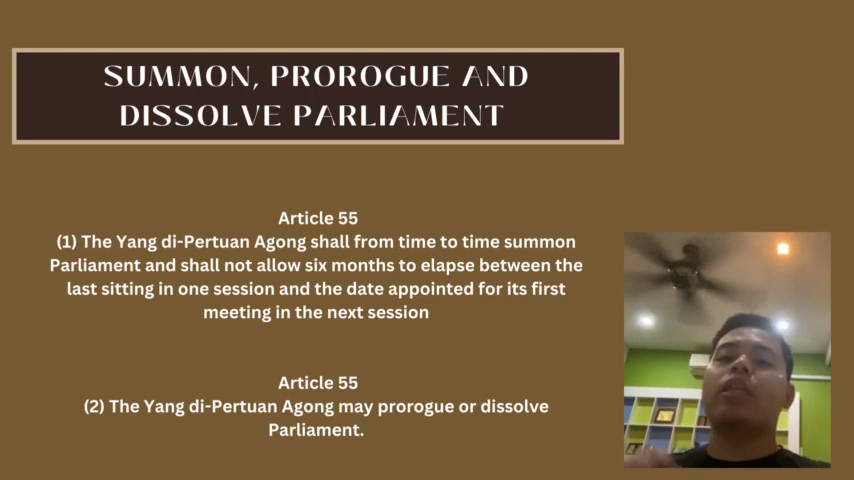 SUMMON, PROROGUE AND
DISSOLVE PARLIAMENT
Article 55
(1) The Yang di-Pertuan Agong shall from time to time summon
Parliament and shall not allow six months to elapse between the
last sitting in one session and the date appointed for its first
meeting in the next session
Article 55
(2) The Yang di-Pertuan Agong may prorogue or dissolve
Parliament.